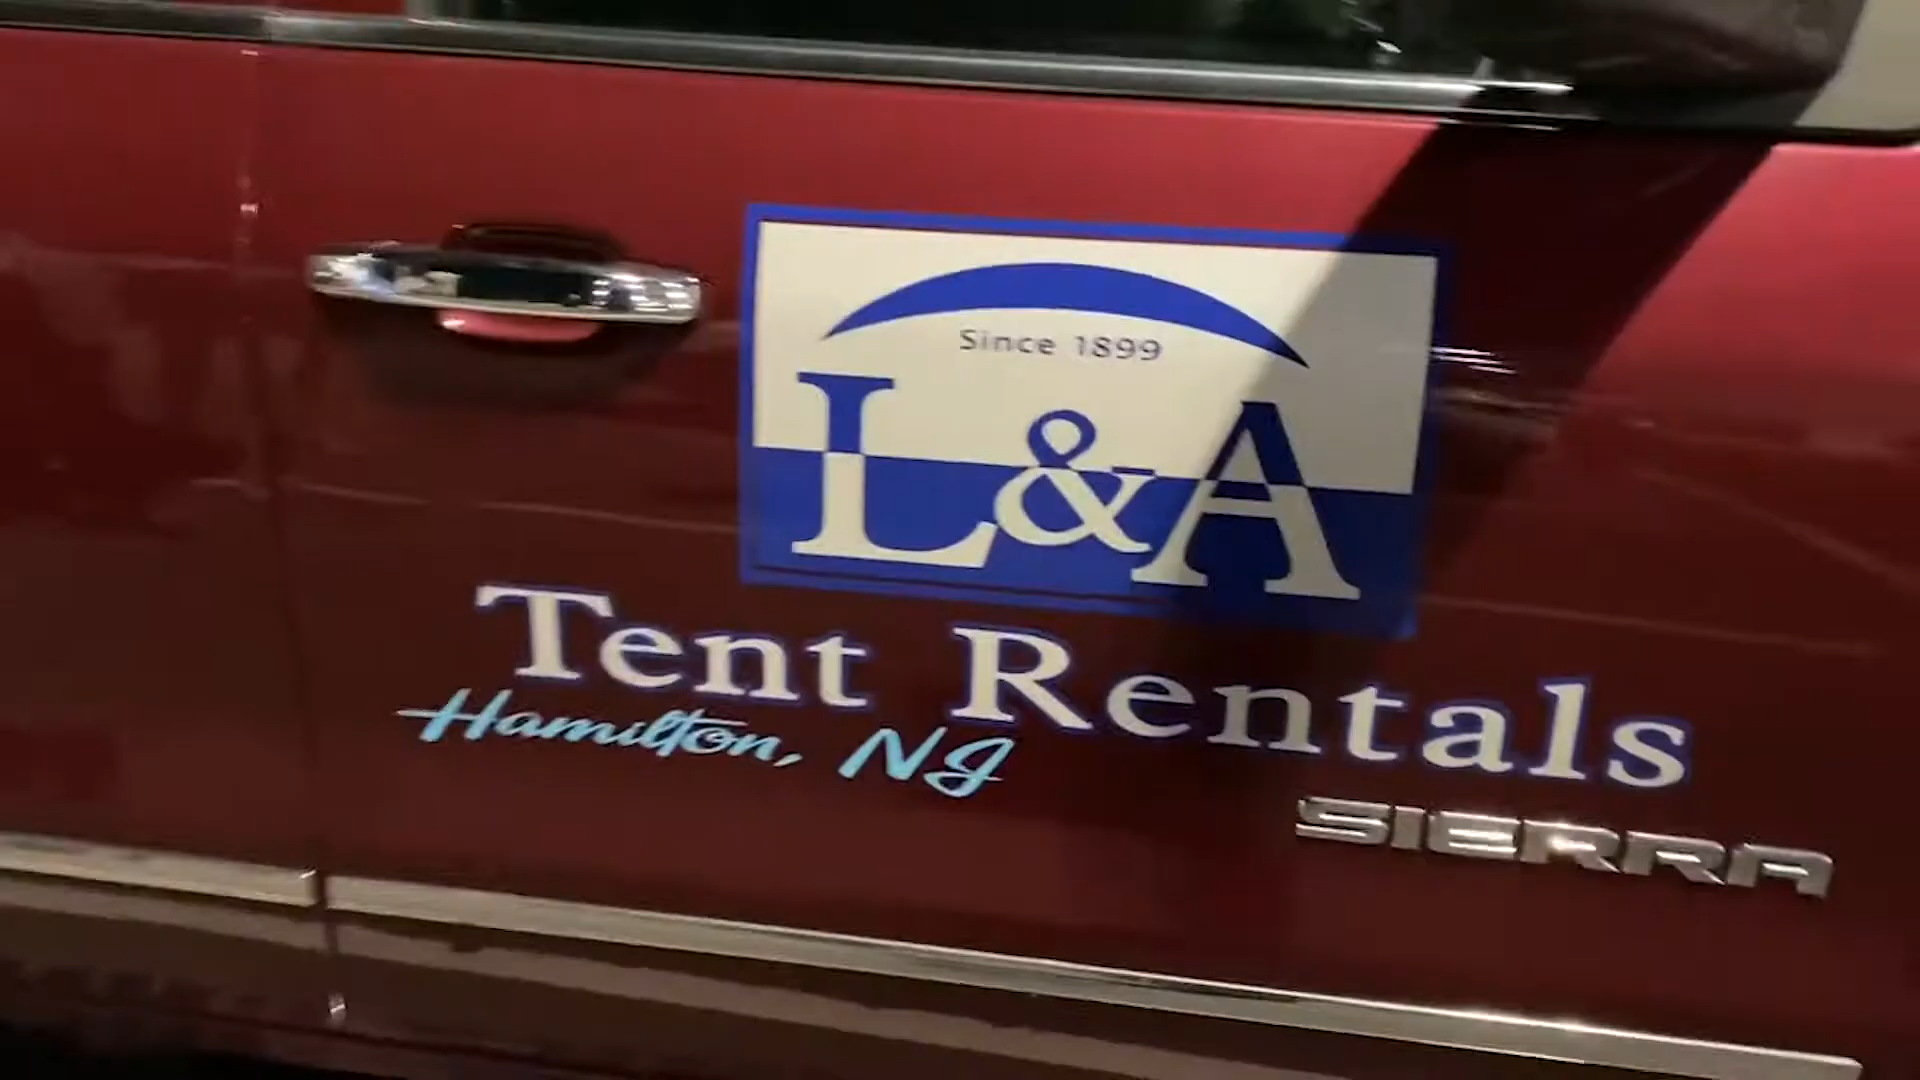 Since 1899
L&A
Tent Rentals
Hamilton, NJ
SIERRA